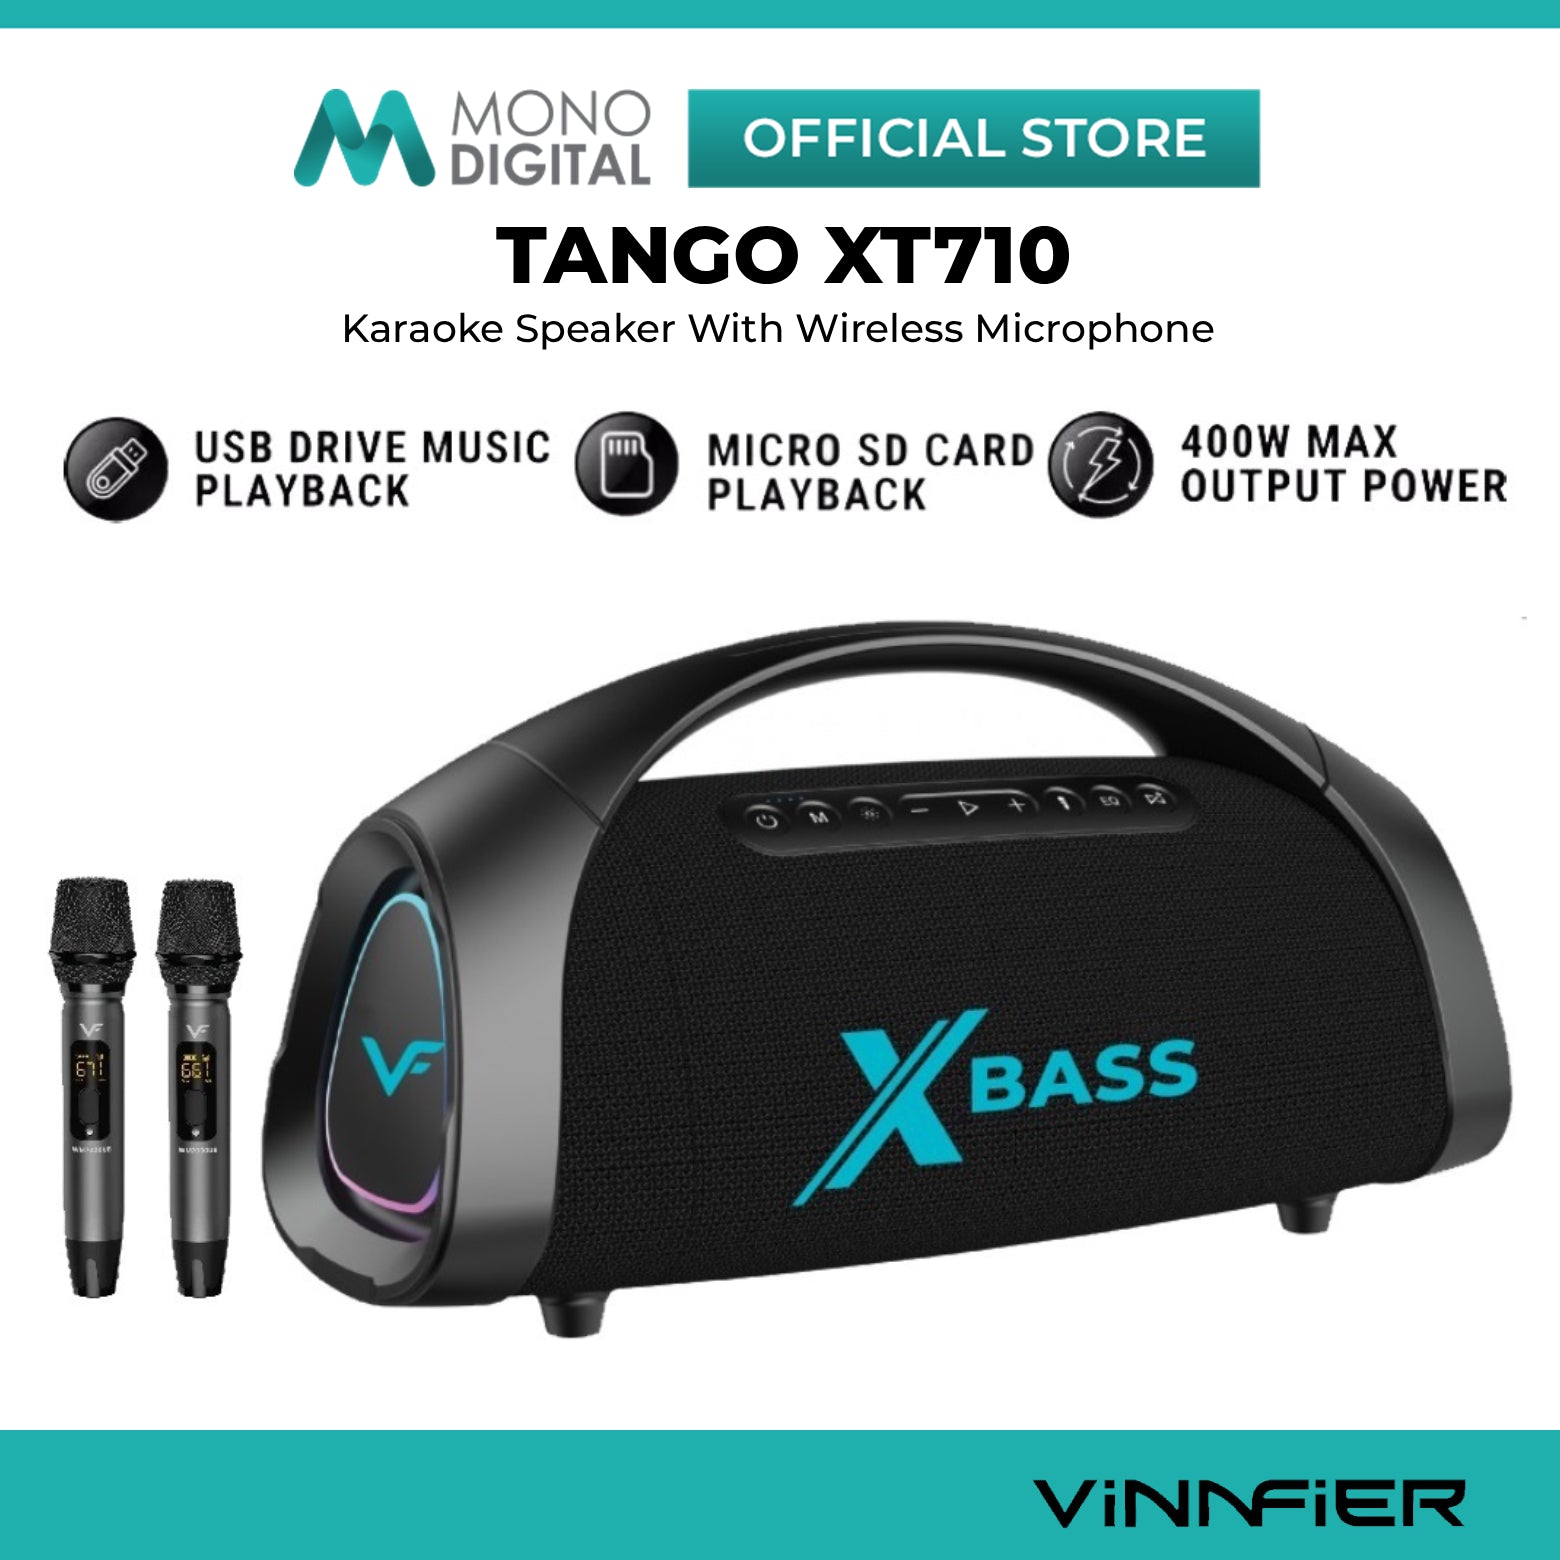 MONO
DIGITAL
OFFICIAL STORE
TANGO XT710
Karaoke Speaker With Wireless Microphone
USB DRIVE MUSIC
PLAYBACK
MICRO SD CARD
PLAYBACK
400W MAX
OUTPUT POWER
M
EQ
VF
671
VF
661
VF
X BASS
ViNNFiER